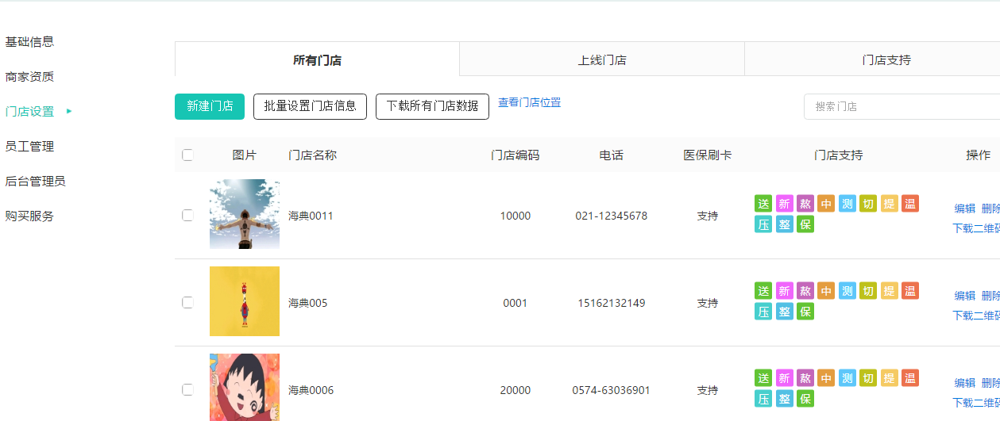 基础信息
商家资质
门店设置
员工管理
后台管理员
购买服务
所有门店 上线门店 门店支持
新建门店 批量设置门店信息 下载所有门店数据 查看门店位置 搜索门店
图片 门店名称 门店编码 电话 医保刷卡 门店支持 操作
海典0011 10000 021-12345678 支持
送 新 熬 中 测 切 提 温
压 整 保
编辑 删除
下载二维码
海典005 0001 15162132149 支持
送 新 熬 中 测 切 提 温
压 整 保
编辑 删除
下载二维码
海典0006 20000 0574-63036901 支持
送 新 熬 中 测 切 提 温
压 整 保
编辑 删除
下载二维码